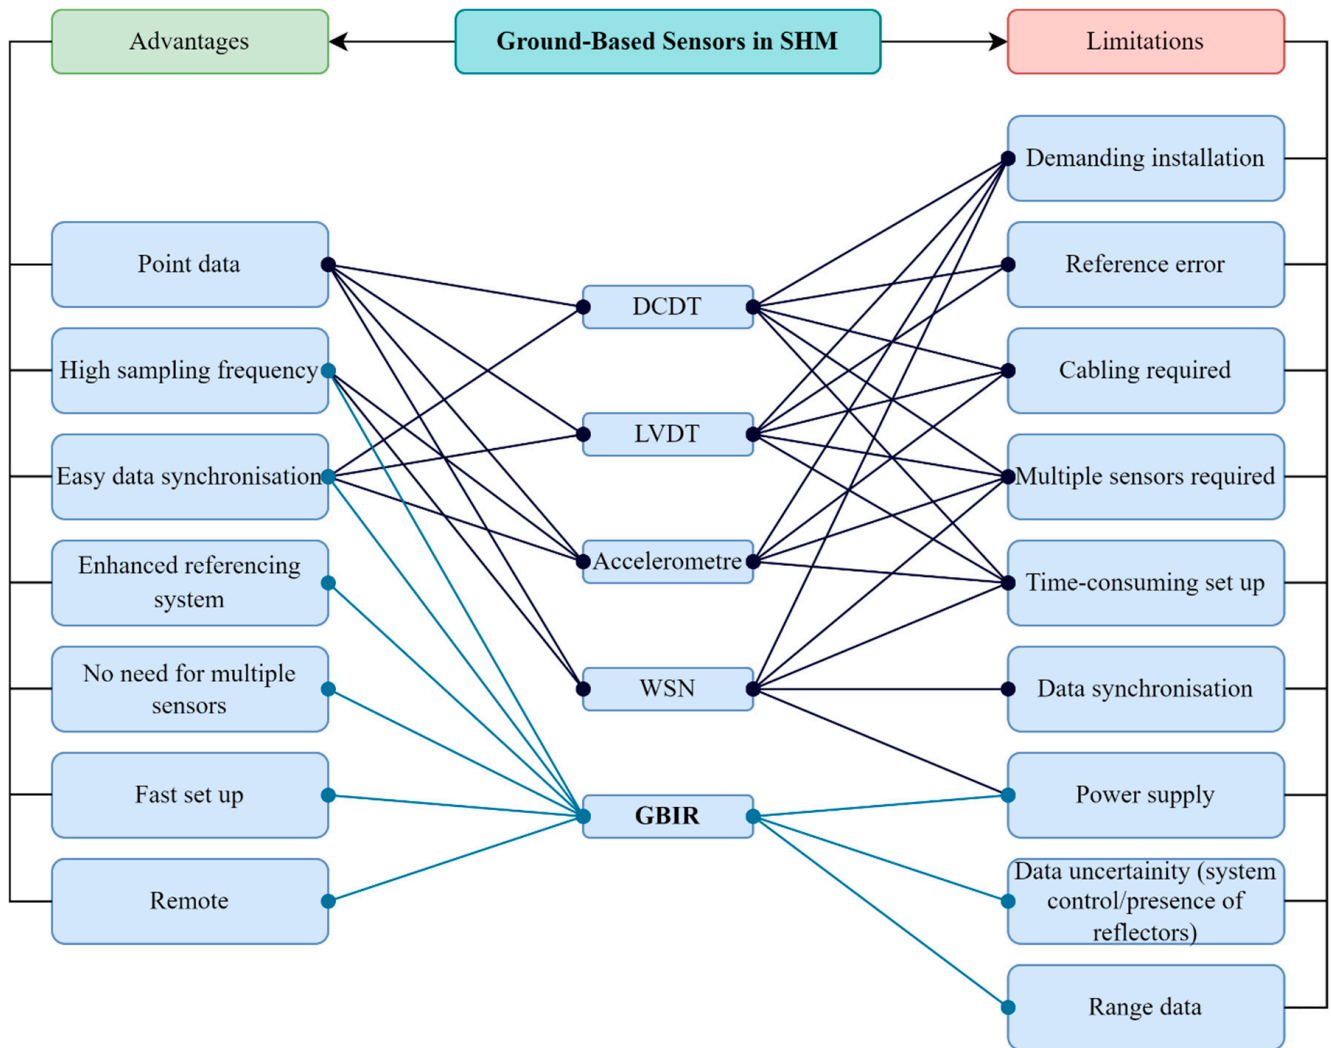 Advantages
Ground-Based Sensors in SHM
Limitations
Point data
High sampling frequency
Easy data synchronisation
Enhanced referencing
system
No need for multiple
sensors
Fast set up
Remote
DCDT
LVDT
Accelerometre
WSN
GBIR
Demanding installation
Reference error
Cabling required
Multiple sensors required
Time-consuming set up
Data synchronisation
Power supply
Data uncertainity (system
control/presence of
reflectors)
Range data